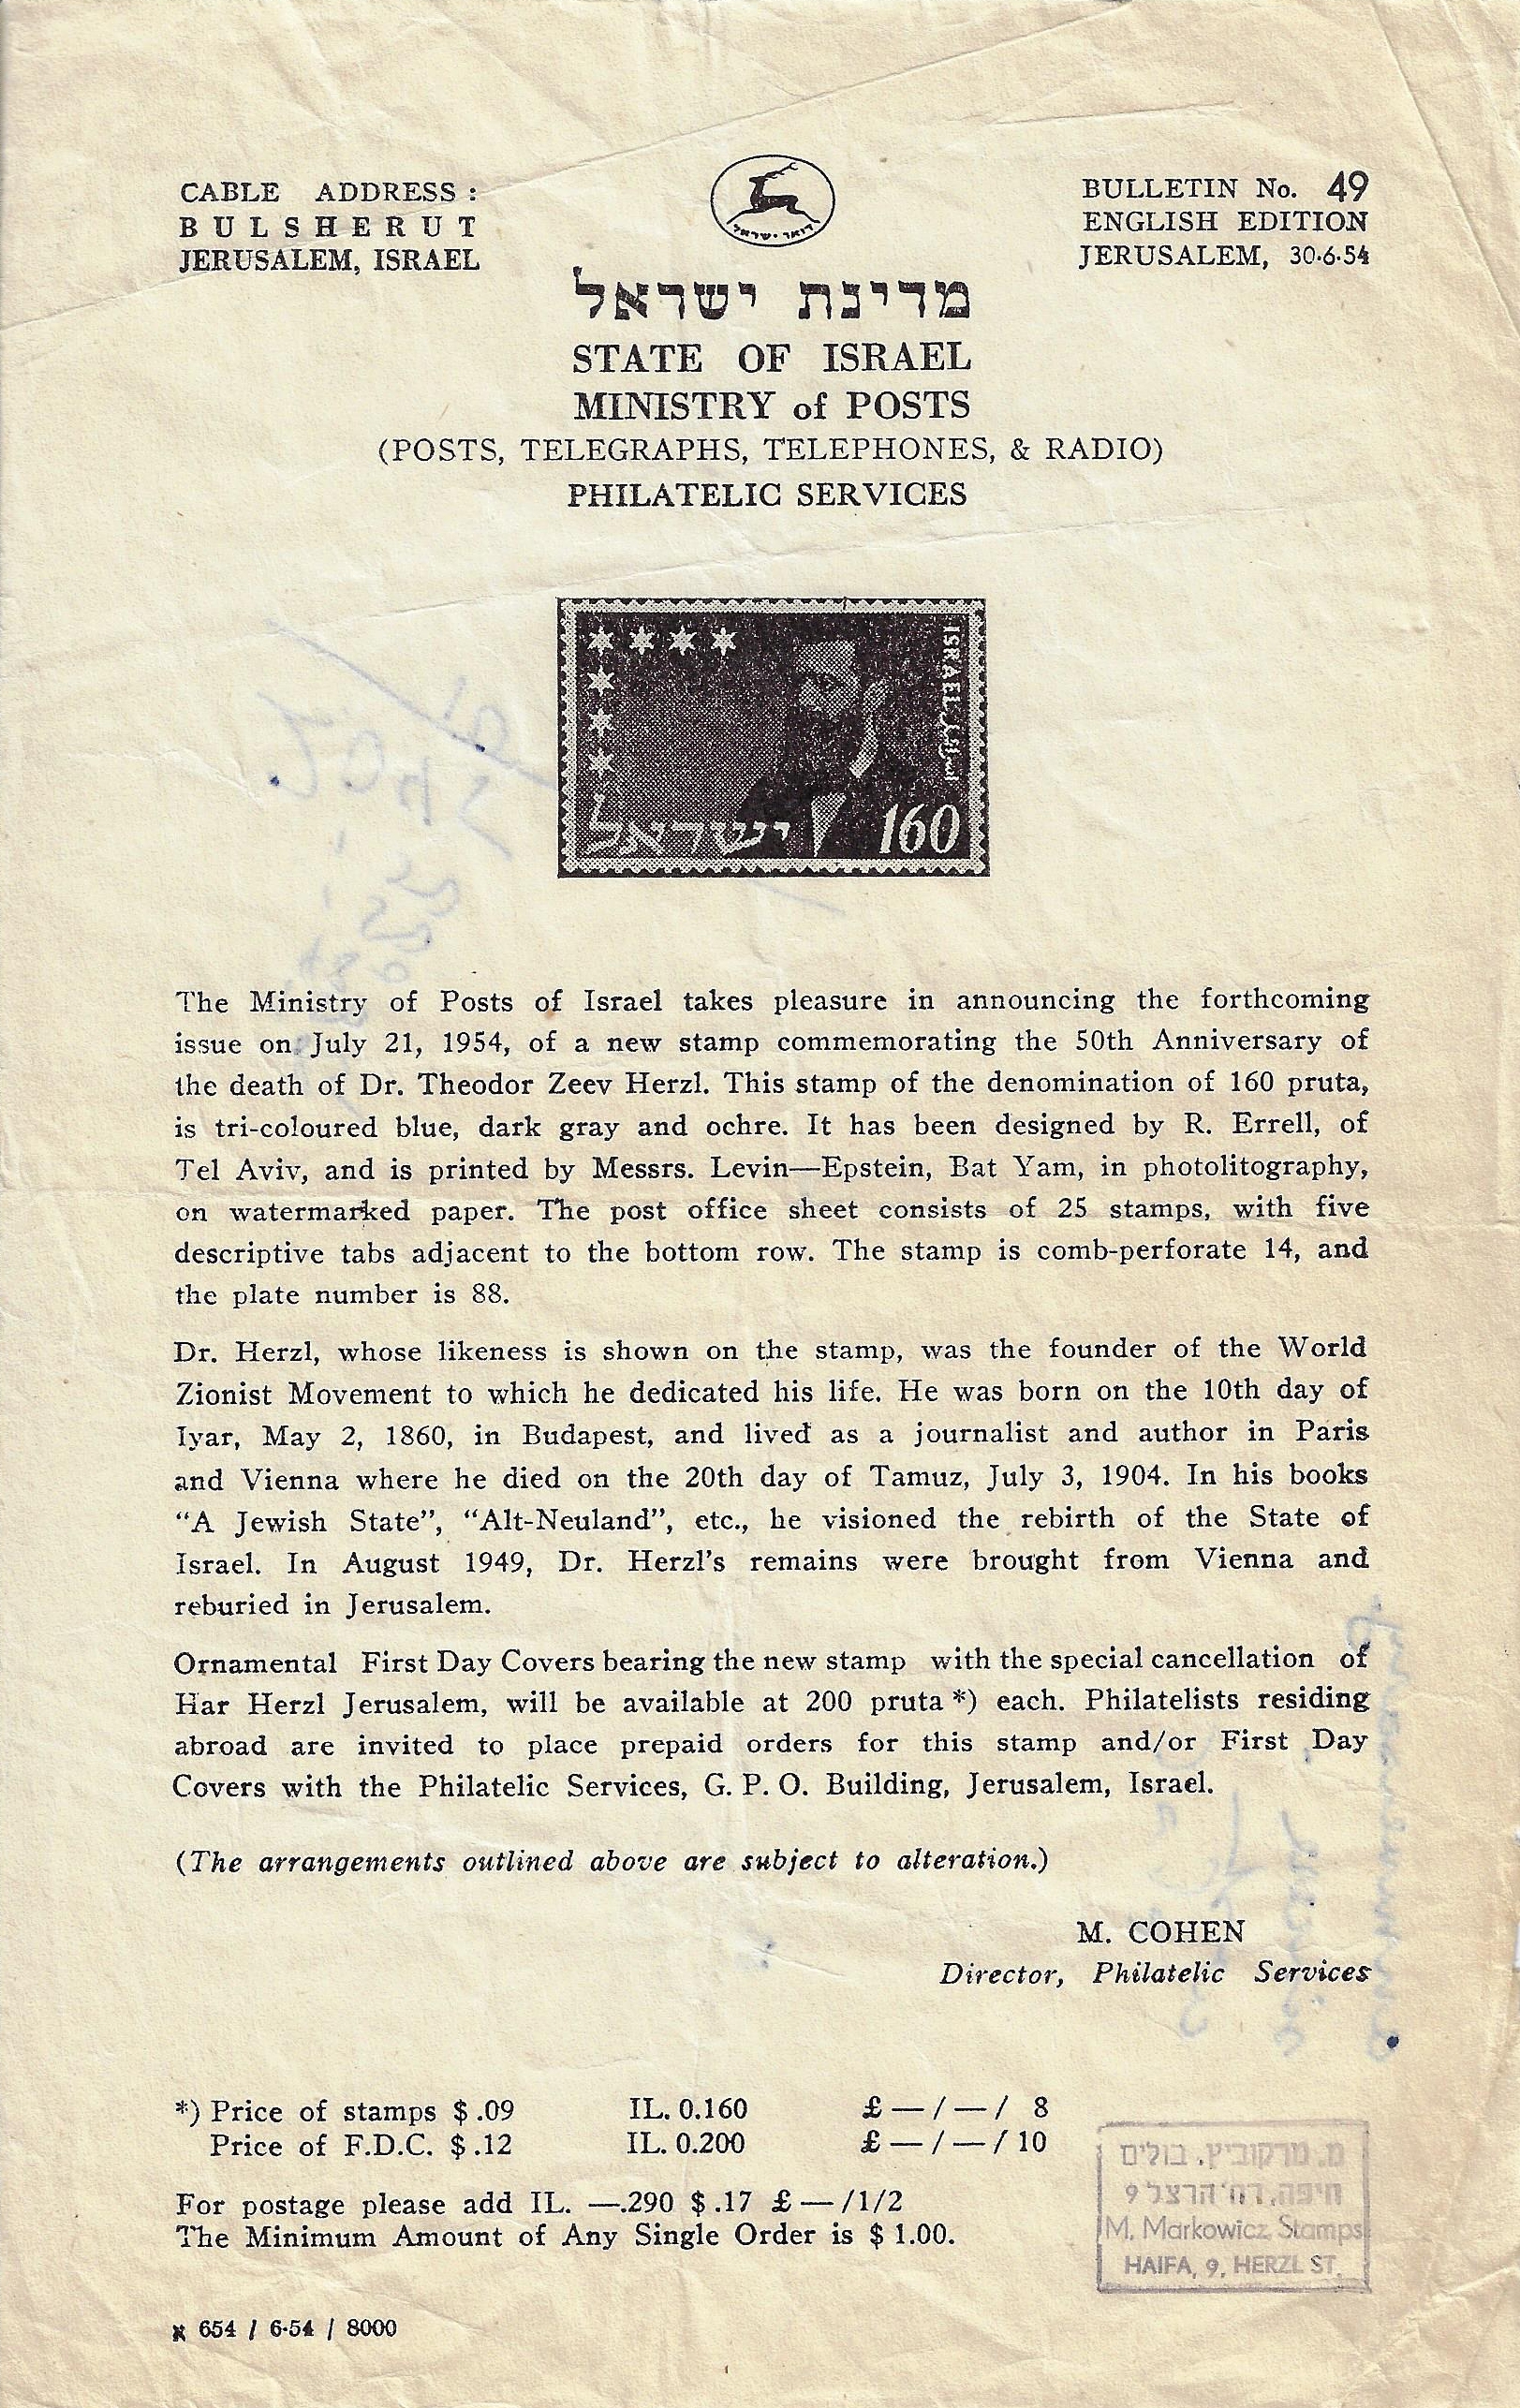 CABLE ADDRESS :
BULSHERUT
JERUSALEM, ISRAEL
דואר · ישראל
BULLETIN No. 49
ENGLISH EDITION
JERUSALEM, 30·6·54
מדינת ישראל
STATE OF ISRAEL
MINISTRY of POSTS
(POSTS, TELEGRAPHS, TELEPHONES, & RADIO)
PHILATELIC SERVICES
ISRAEL اسرائيل
ישראל 160
The Ministry of Posts of Israel takes pleasure in announcing the forthcoming
issue on July 21, 1954, of a new stamp commemorating the 50th Anniversary of
the death of Dr. Theodor Zeev Herzl. This stamp of the denomination of 160 pruta,
is tri-coloured blue, dark gray and ochre. It has been designed by R. Errell, of
Tel Aviv, and is printed by Messrs. Levin—Epstein, Bat Yam, in photolitography,
on watermarked paper. The post office sheet consists of 25 stamps, with five
descriptive tabs adjacent to the bottom row. The stamp is comb-perforate 14, and
the plate number is 88.
Dr. Herzl, whose likeness is shown on the stamp, was the founder of the World
Zionist Movement to which he dedicated his life. He was born on the 10th day of
Iyar, May 2, 1860, in Budapest, and lived as a journalist and author in Paris
and Vienna where he died on the 20th day of Tamuz, July 3, 1904. In his books
“A Jewish State”, “Alt-Neuland”, etc., he visioned the rebirth of the State of
Israel. In August 1949, Dr. Herzl’s remains were brought from Vienna and
reburied in Jerusalem.
Ornamental First Day Covers bearing the new stamp with the special cancellation of
Har Herzl Jerusalem, will be available at 200 pruta *) each. Philatelists residing
abroad are invited to place prepaid orders for this stamp and/or First Day
Covers with the Philatelic Services, G. P. O. Building, Jerusalem, Israel.
(The arrangements outlined above are subject to alteration.)
M. COHEN
Director, Philatelic Services
*) Price of stamps $ .09 IL. 0.160 £ — / — / 8
Price of F.D.C. $ .12 IL. 0.200 £ — / — / 10
For postage please add IL. —.290 $ .17 £ — /1/2
The Minimum Amount of Any Single Order is $ 1.00.
מ. מרקוביץ, בולים
חיפה, רח' הרצל 9
M. Markowicz, Stamps
HAIFA, 9, HERZL ST.
א 654 / 6·54 / 8000